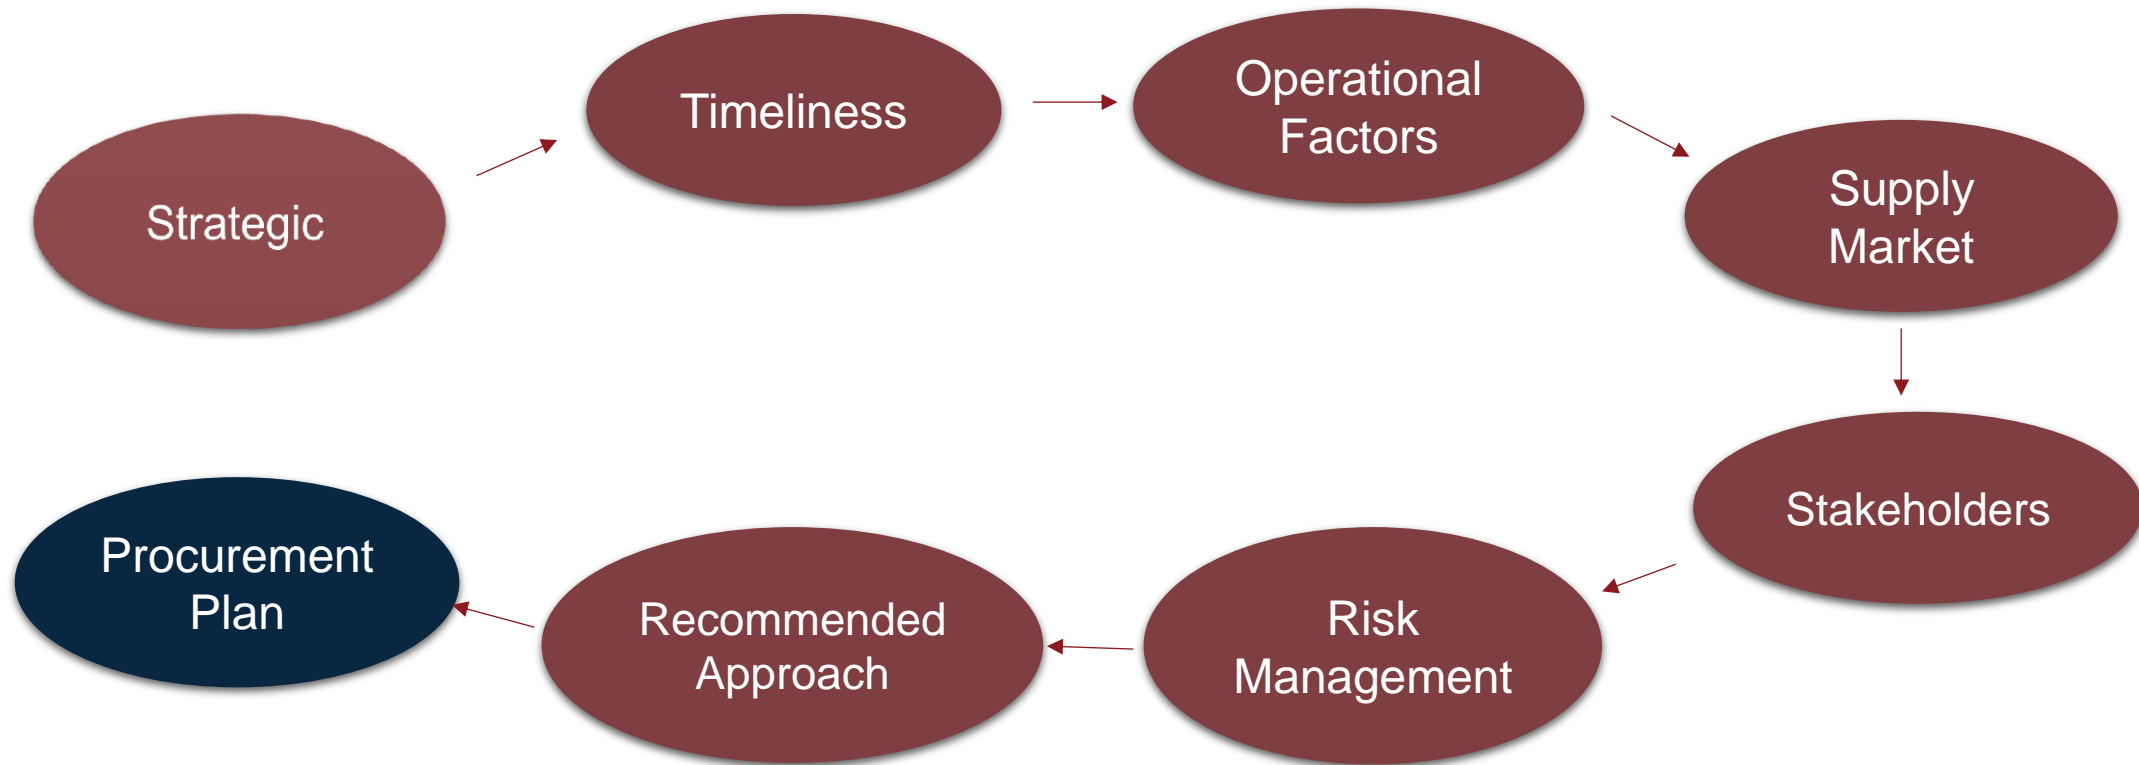 Strategic
Timeliness
Operational
Factors
Supply
Market
Stakeholders
Risk
Management
Recommended
Approach
Procurement
Plan